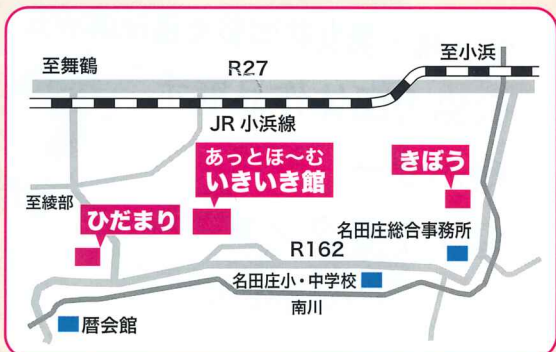 至舞鶴
R27
至小浜
JR 小浜線
あっとほ〜む
いきいき館
きぼう
至綾部
ひだまり
名田庄総合事務所
R162
名田庄小・中学校
南川
暦会館